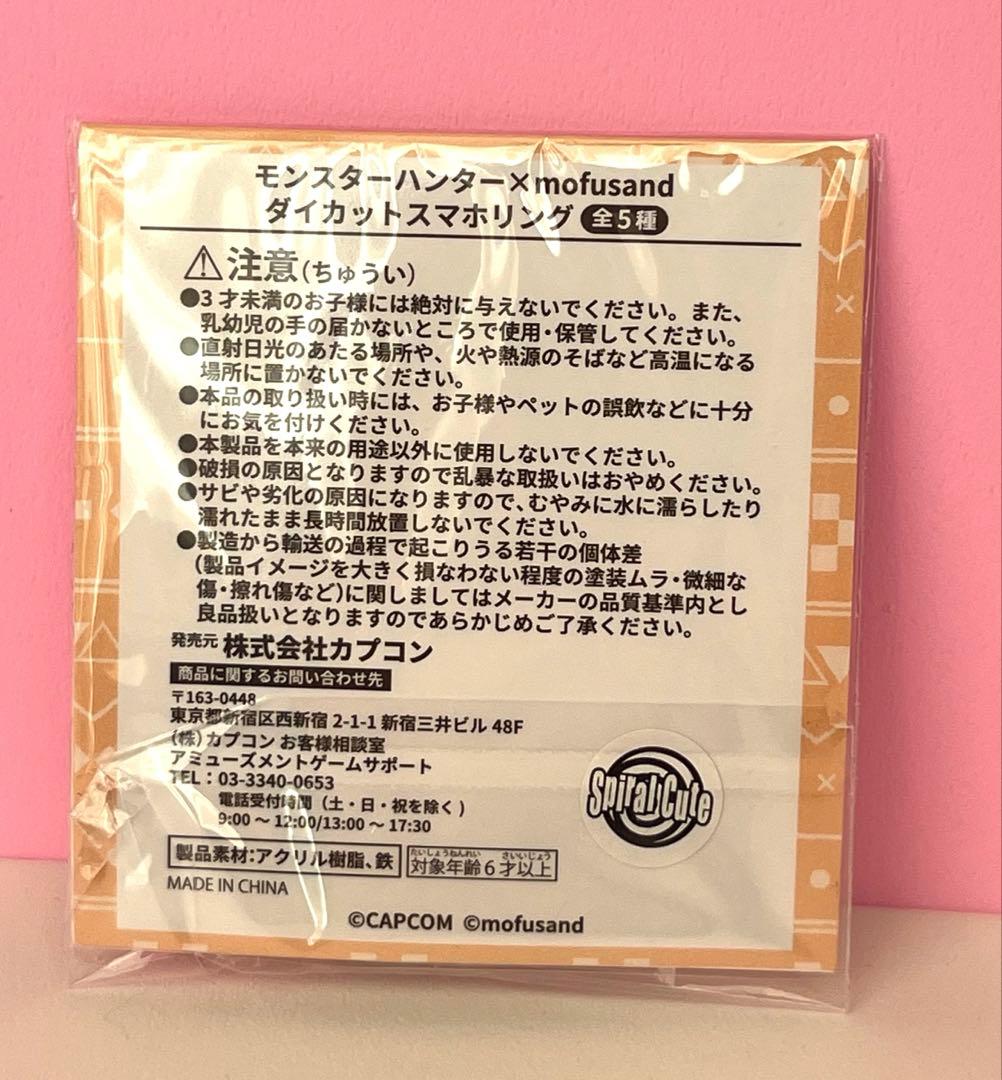 モンスターハンター×mofusand
ダイカットスマホリング 全5種
⚠注意(ちゅうい)
●3才未満のお子様には絶対に与えないでください。また、
乳幼児の手の届かないところで使用・保管してください。
●直射日光のあたる場所や、火や熱源のそばなど高温になる
場所に置かないでください。
●本品の取り扱い時には、お子様やペットの誤飲などに十分
にお気を付けください。
●本製品を本来の用途以外に使用しないでください。
●破損の原因となりますので乱暴な取扱いはおやめください。
●サビや劣化の原因になりますので、むやみに水に濡らしたり
濡れたまま長時間放置しないでください。
●製造から輸送の過程で起こりうる若干の個体差
(製品イメージを大きく損なわない程度の塗装ムラ・微細な
傷・擦れ傷など)に関しましてはメーカーの品質基準内とし
良品扱いとなりますのであらかじめご了承ください。
発売元 株式会社カプコン
商品に関するお問い合わせ先
〒163-0448
東京都新宿区西新宿 2-1-1 新宿三井ビル 48F
(株)カプコン お客様相談室
アミューズメントゲームサポート
TEL:03-3340-0653
電話受付時間(土・日・祝を除く)
9:00 ～ 12:00/13:00 ～ 17:30
Spiral Cute
製品素材:アクリル樹脂、鉄
たいしょうねんれい さいいじょう
対象年齢6才以上
MADE IN CHINA
©CAPCOM ©mofusand